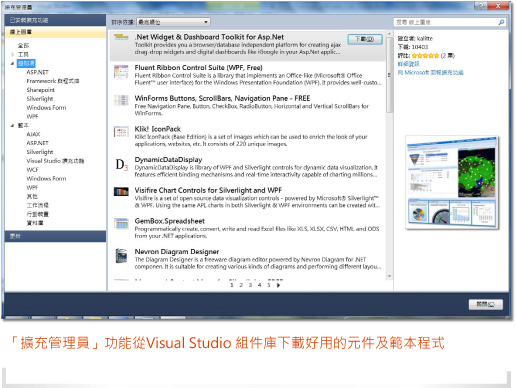 擴充管理員
已安裝擴充功能
線上圖庫
全部
工具
控制項
ASP.NET
Framework 群程式庫
Sharepoint
Silverlight
Windows Form
WPF
範本
AJAX
ASP.NET
Silverlight
Visual Studio 擴充功能
WCF
Windows Form
WPF
其他
工作流程
行動裝置
資料庫
更新
排序依據: 最高順位
.Net Widget & Dashboard Toolkit for Asp.Net
Toolkit provides you a browser/database independent platform for creating ajax
drag-drop widgets and digital dashboards like iGoogle in your Asp.Net applic...
下載(D)
Fluent Ribbon Control Suite (WPF, Free)
Fluent Ribbon Control Suite is a library that implements an Office-like (Microsoft® Office
Fluent™ user interface) for the Windows Presentation Foundation (WPF). It provides well-custo...
WinForms Buttons, ScrollBars, Navigation Pane - FREE
Free Navigation Pane, Button, CheckBox, RadioButton, Horizontal and Vertical ScrollBars for
WinForms.
Klik! IconPack
Klik! IconPack (Base Edition) is a set of images which can be used to enrich the look of your
applications, websites, etc. It consists of 220 unique images.
DynamicDataDisplay
DynamicDataDisplay is library of WPF and Silverlight controls for dynamic data visualization. It
features efficient binding mechanisms and real-time interactivity capable of charting millions...
Visifire Chart Controls for Silverlight and WPF
Visifire is a set of open source data visualization controls - powered by Microsoft® Silverlight
& WPF. Using the same API charts in both Silverlight & WPF environments can be created wit...
GemBox.Spreadsheet
Programmatically create, convert, write and read Excel files like XLS, XLSX, CSV, HTML and ODS
from your .NET applications.
Nevron Diagram Designer
The Diagram Designer is a freeware diagram editor powered by Nevron Diagram for .NET
componen. It is suitable for creating various kinds of diagrams and performing different layou...
1 2 3 4 5
搜尋 線上圖庫
建立者: kalitte
下載: 10403
評分: (2 票)
詳細資訊
向 Microsoft 回報擴充功能
關閉(C)
「擴充管理員」功能從Visual Studio 組件庫下載好用的元件及範本程式